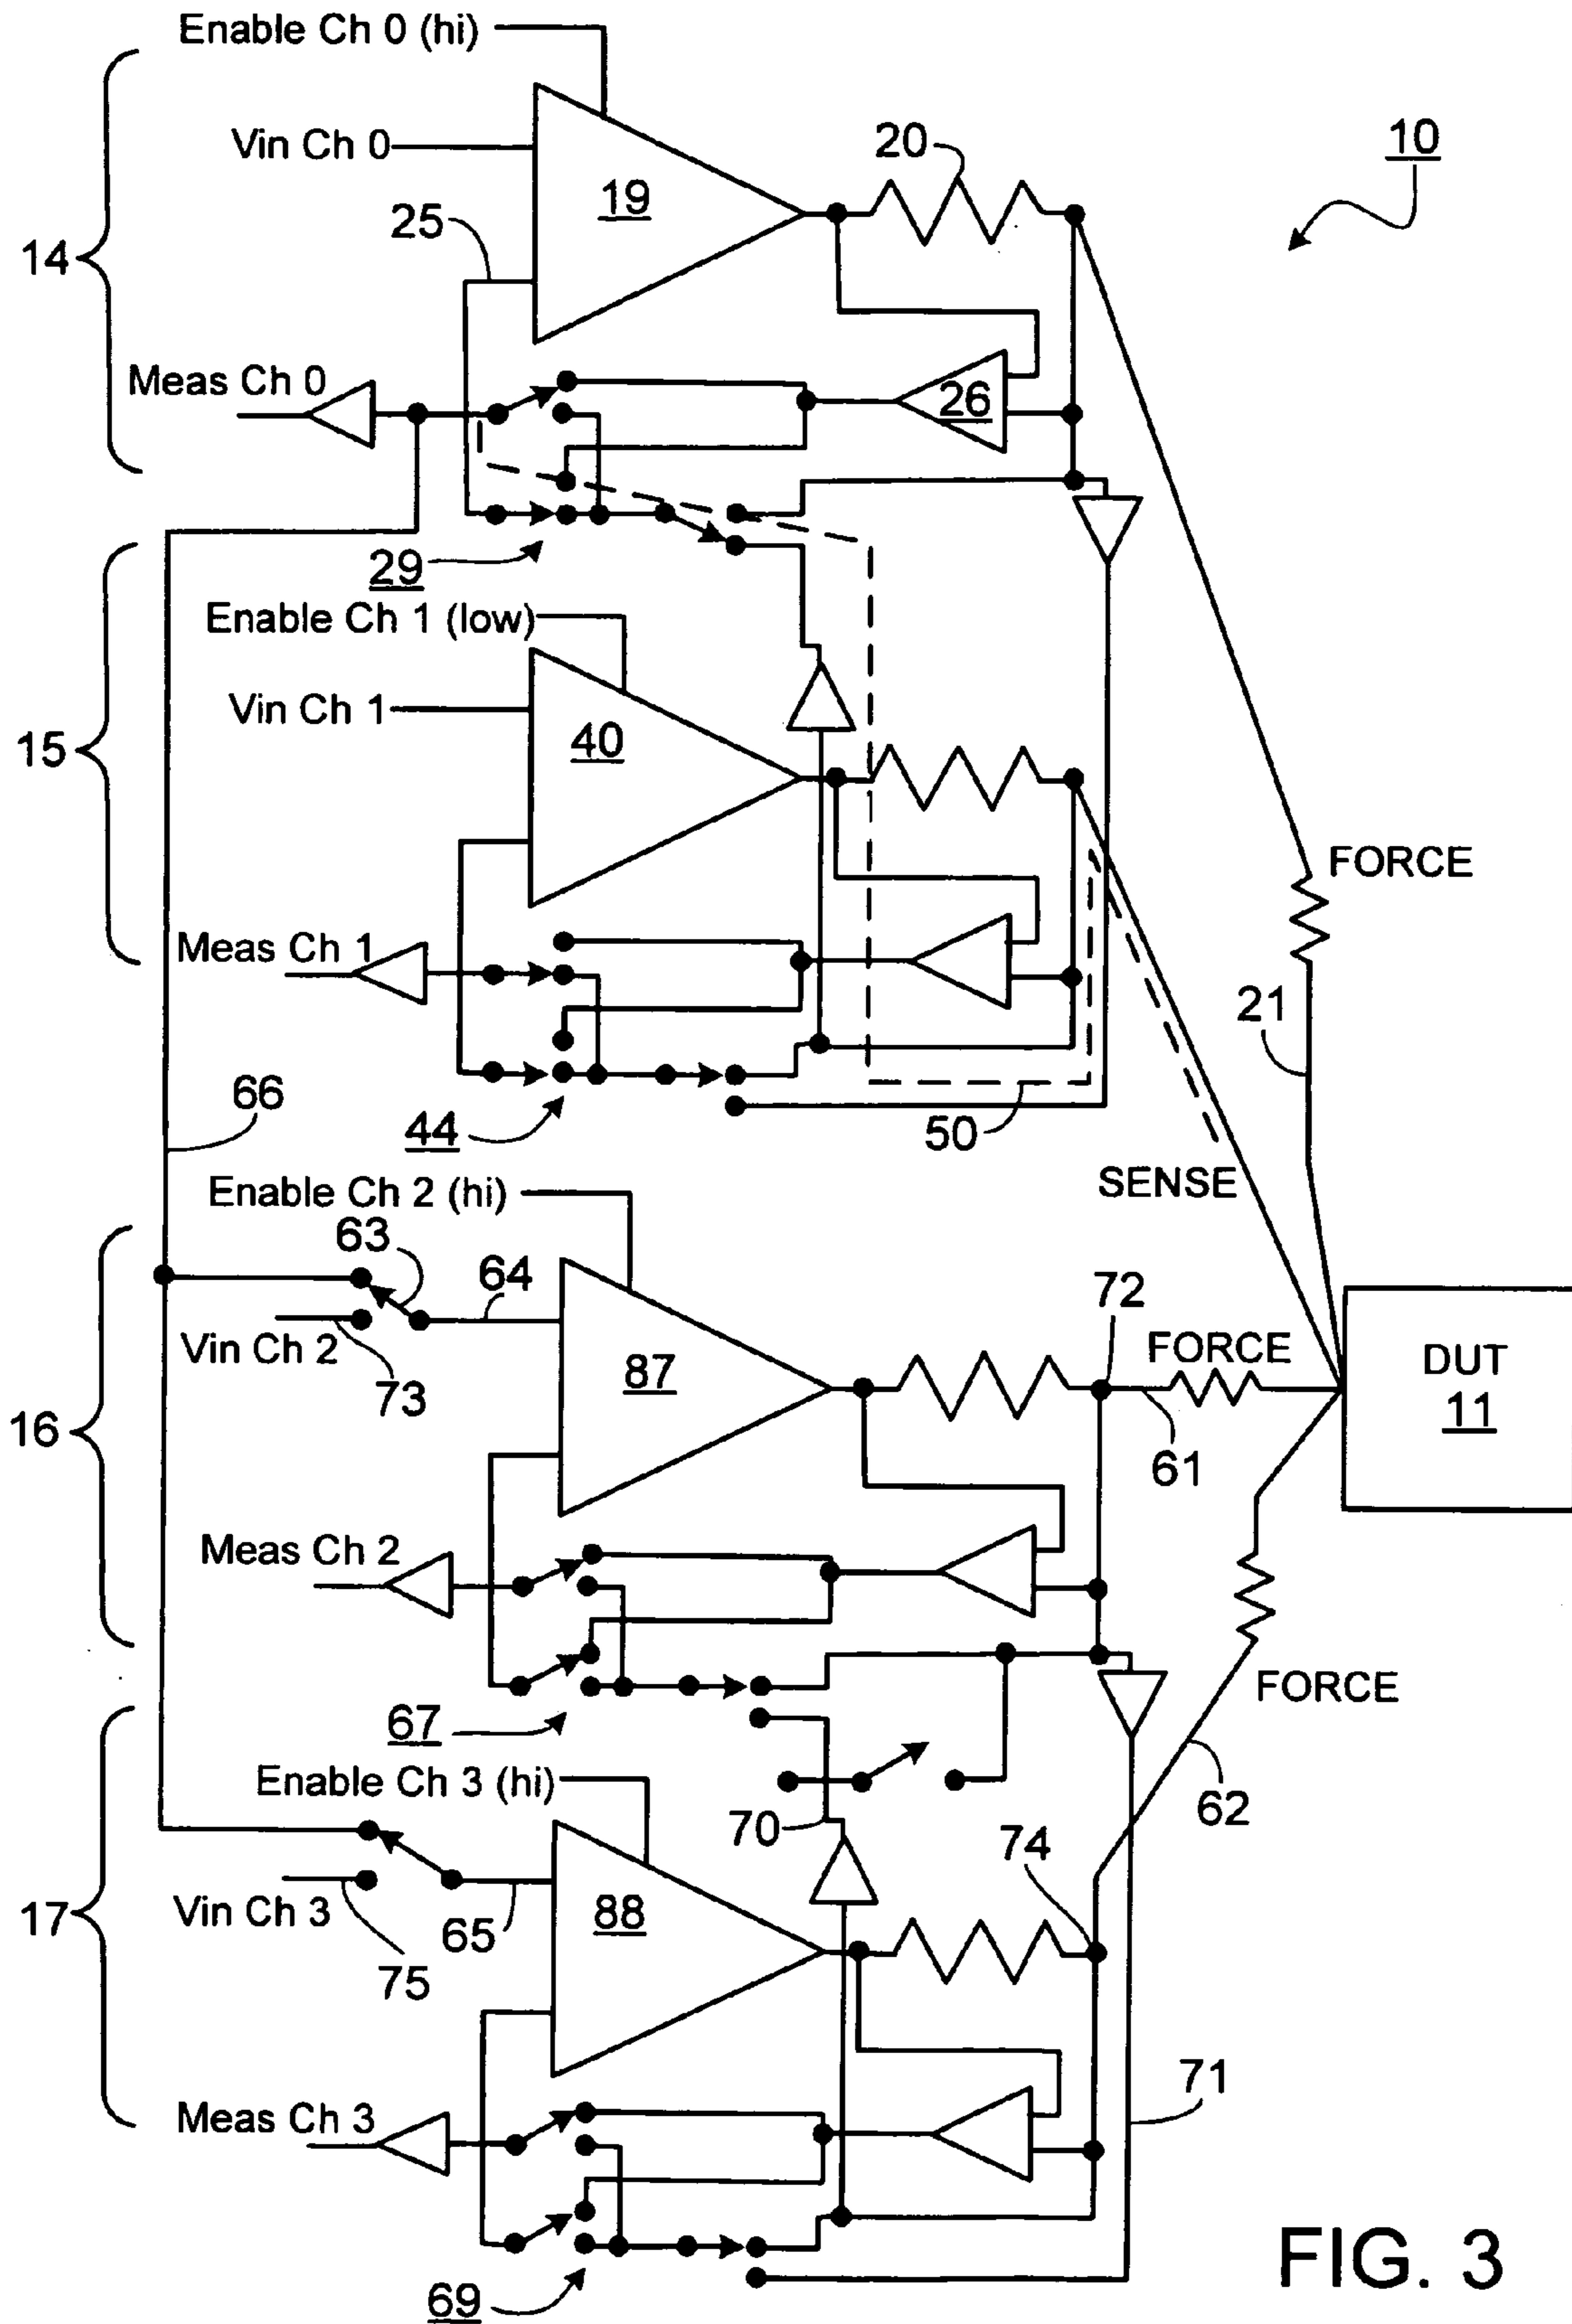 Enable Ch 0 (hi)
Vin Ch 0
19
20
10
25
14
Meas Ch 0
26
29
Enable Ch 1 (low)
Vin Ch 1
40
15
FORCE
Meas Ch 1
21
66
44
50
SENSE
Enable Ch 2 (hi)
63
64
72
Vin Ch 2
73
87
FORCE
DUT
11
16
61
Meas Ch 2
67
FORCE
Enable Ch 3 (hi)
70
62
74
Vin Ch 3
65
88
17
75
71
Meas Ch 3
69
FIG. 3